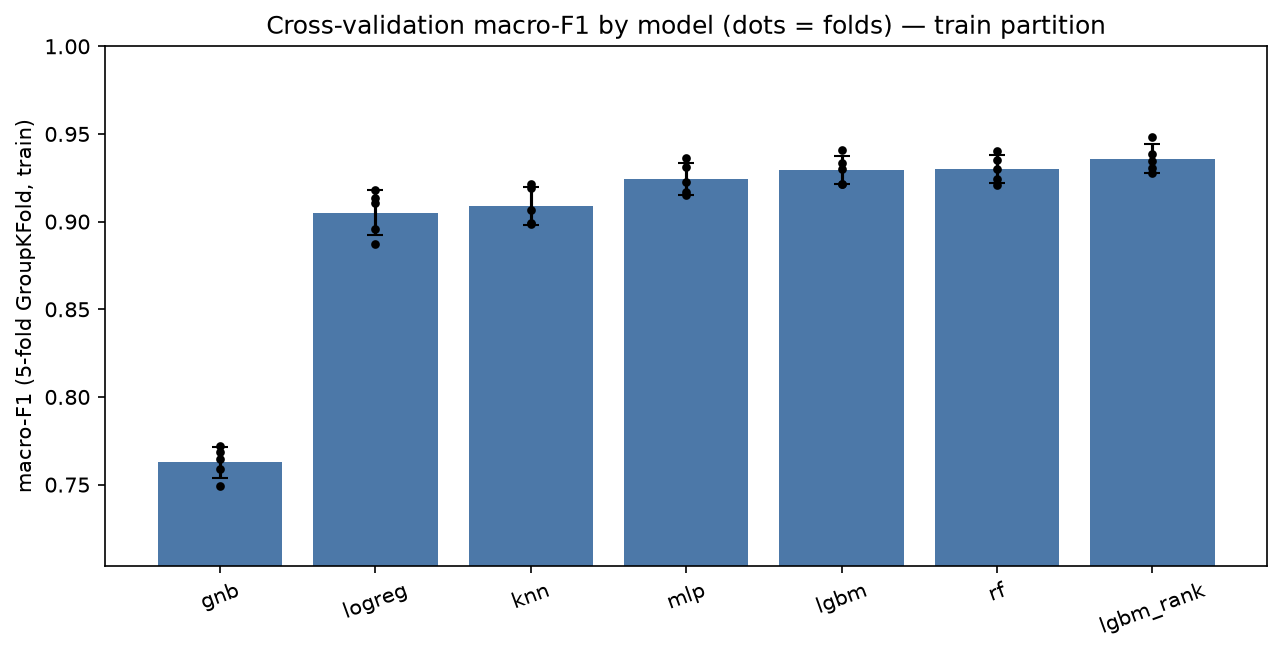 Cross-validation macro-F1 by model (dots = folds) — train partition
macro-F1 (5-fold GroupKFold, train)
1.00
0.95
0.90
0.85
0.80
0.75
gnb
logreg
knn
mlp
lgbm
rf
lgbm_rank